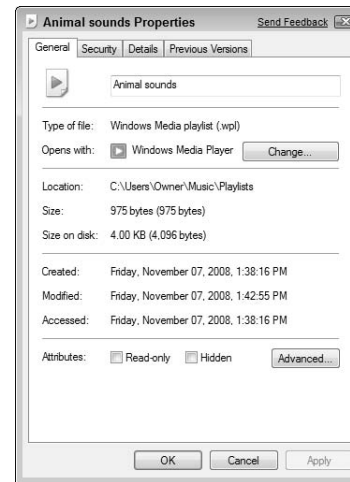 Animal sounds Properties Send Feedback
General Security Details Previous Versions
Animal sounds
Type of file: Windows Media playlist (.wpl)
Opens with: Windows Media Player Change...
Location: C:\Users\Owner\Music\Playlists
Size: 975 bytes (975 bytes)
Size on disk: 4.00 KB (4,096 bytes)
Created: Friday, November 07, 2008, 1:38:16 PM
Modified: Friday, November 07, 2008, 1:42:55 PM
Accessed: Friday, November 07, 2008, 1:38:16 PM
Attributes: Read-only Hidden Advanced...
OK Cancel Apply